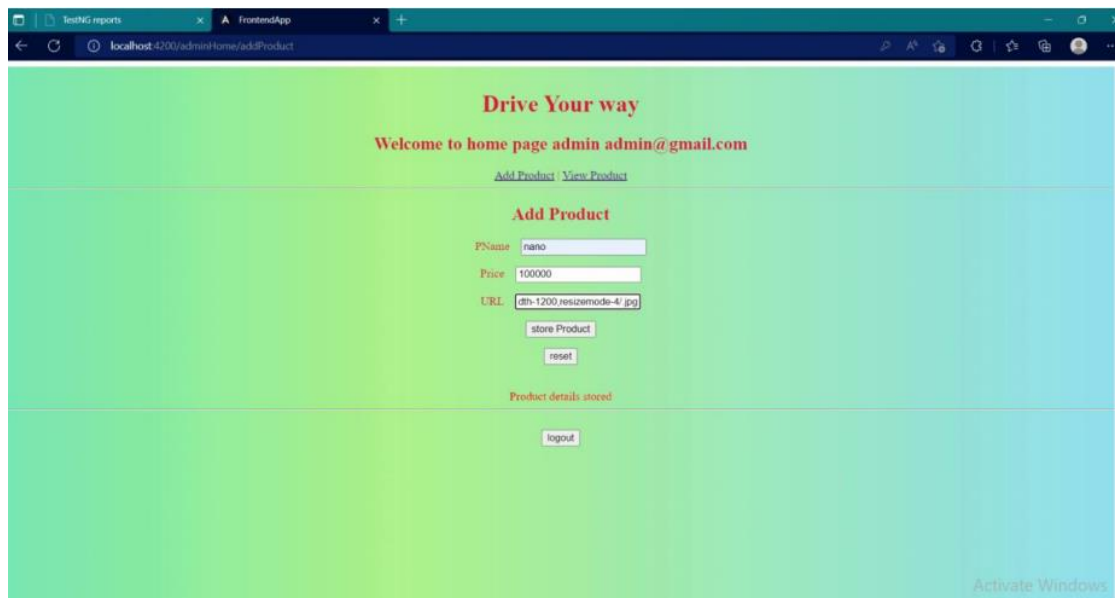 TestNG reports
FrontendApp
localhost:4200/adminHome/addProduct
Drive Your way
Welcome to home page admin admin@gmail.com
Add Product | View Product
Add Product
PName nano
Price 100000
URL dth-1200,resizemode-4/.jpg
store Product
reset
Product details stored
logout
Activate Windows